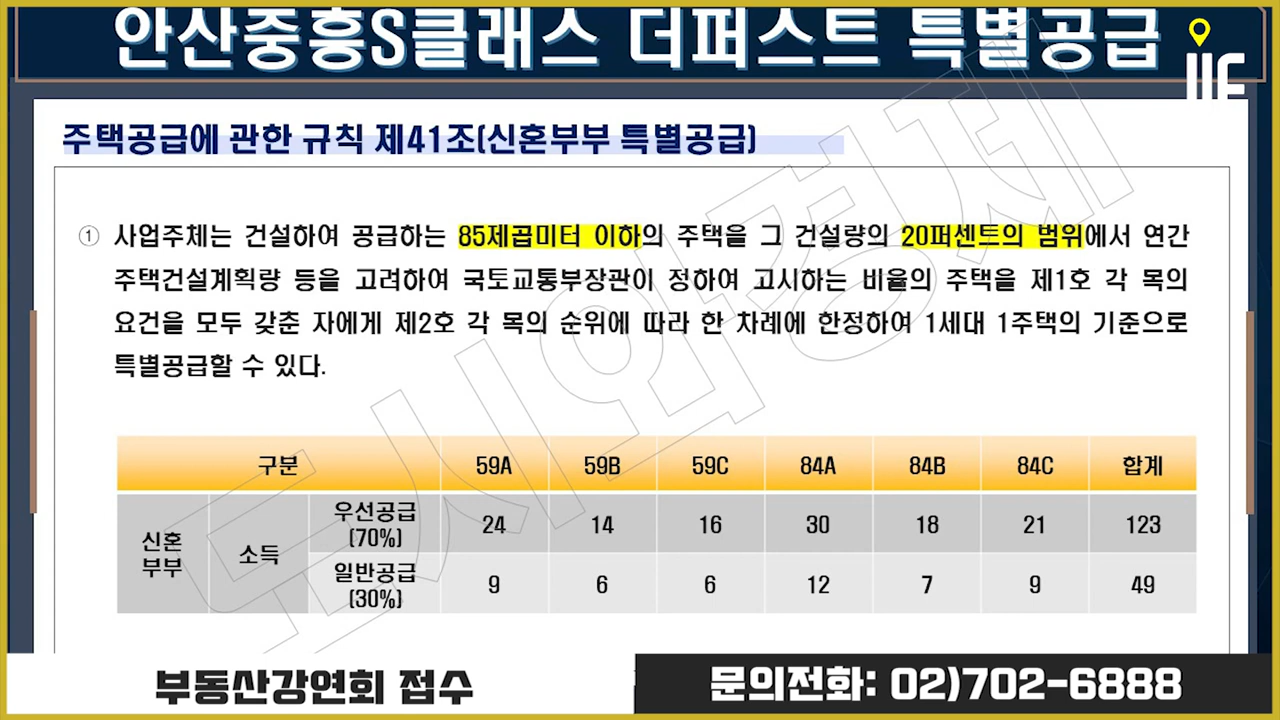 안산중흥S클래스 더퍼스트 특별공급
주택공급에 관한 규칙 제41조(신혼부부 특별공급)
① 사업주체는 건설하여 공급하는 85제곱미터 이하의 주택을 그 건설량의 20퍼센트의 범위에서 연간
주택건설계획량 등을 고려하여 국토교통부장관이 정하여 고시하는 비율의 주택을 제1호 각 목의
요건을 모두 갖춘 자에게 제2호 각 목의 순위에 따라 한 차례에 한정하여 1세대 1주택의 기준으로
특별공급할 수 있다.
구분 59A 59B 59C 84A 84B 84C 합계
신혼부부 소득 우선공급 (70%) 24 14 16 30 18 21 123
일반공급 (30%) 9 6 6 12 7 9 49
도시와경제
부동산강연회 접수
문의전화: 02)702-6888